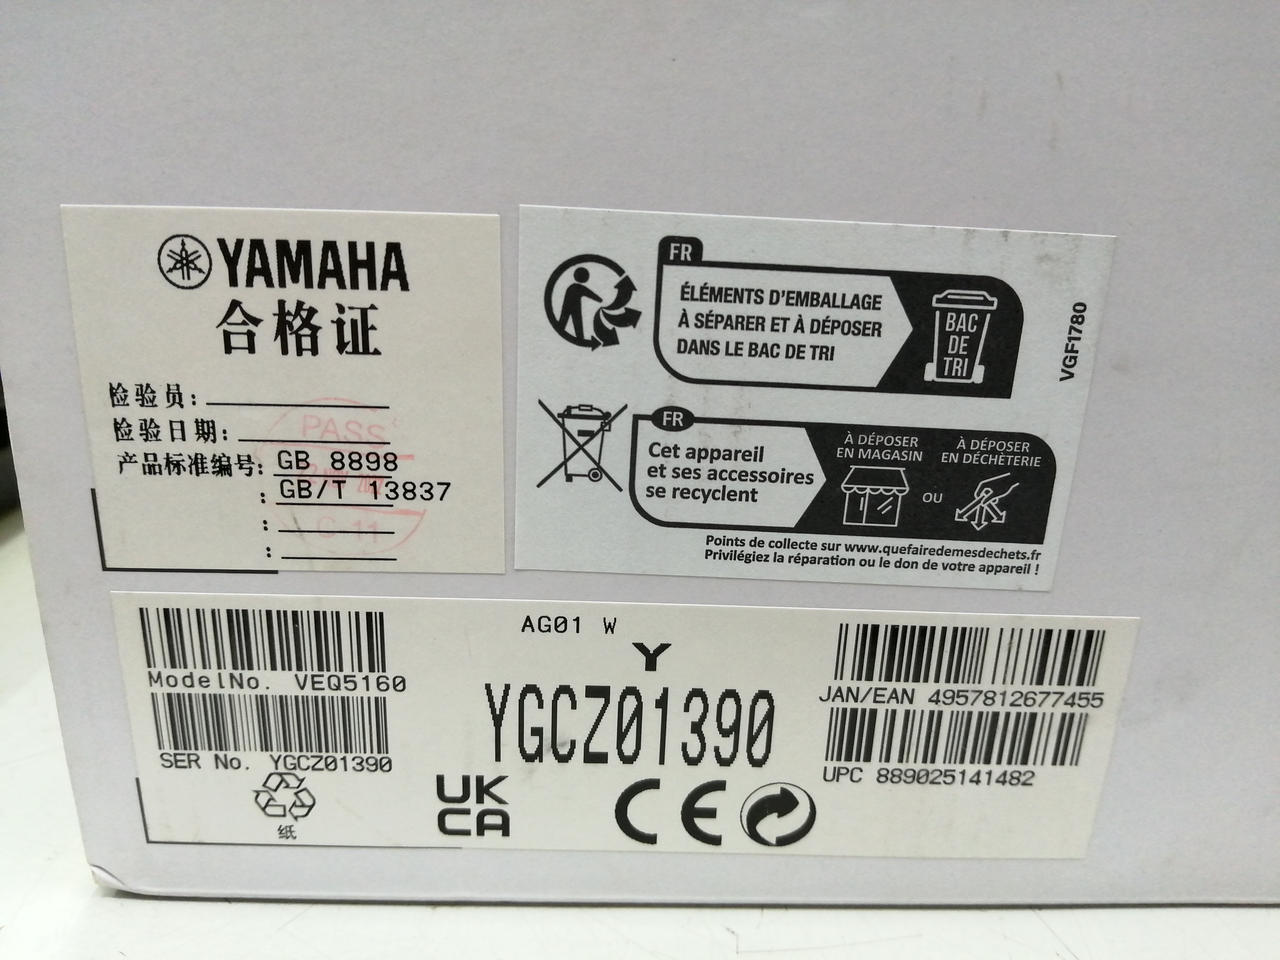 YAMAHA
合格证
检验员:
检验日期:
PASS
产品标准编号: GB 8898
: GB/T 13837
:
:
C-11
FR
ÉLÉMENTS D'EMBALLAGE
À SÉPARER ET À DÉPOSER
DANS LE BAC DE TRI
BAC
DE
TRI
VGF1780
FR
Cet appareil
et ses accessoires
se recyclent
À DÉPOSER
EN MAGASIN
OU
À DÉPOSER
EN DÉCHÈTERIE
Points de collecte sur www.quefairedemesdechets.fr
Privilégiez la réparation ou le don de votre appareil !
ModelNo. VEQ5160
SER No. YGCZ01390
纸
AG01 W
Y
YGCZ01390
UK
CA
CE
JAN/EAN 4957812677455
UPC 889025141482